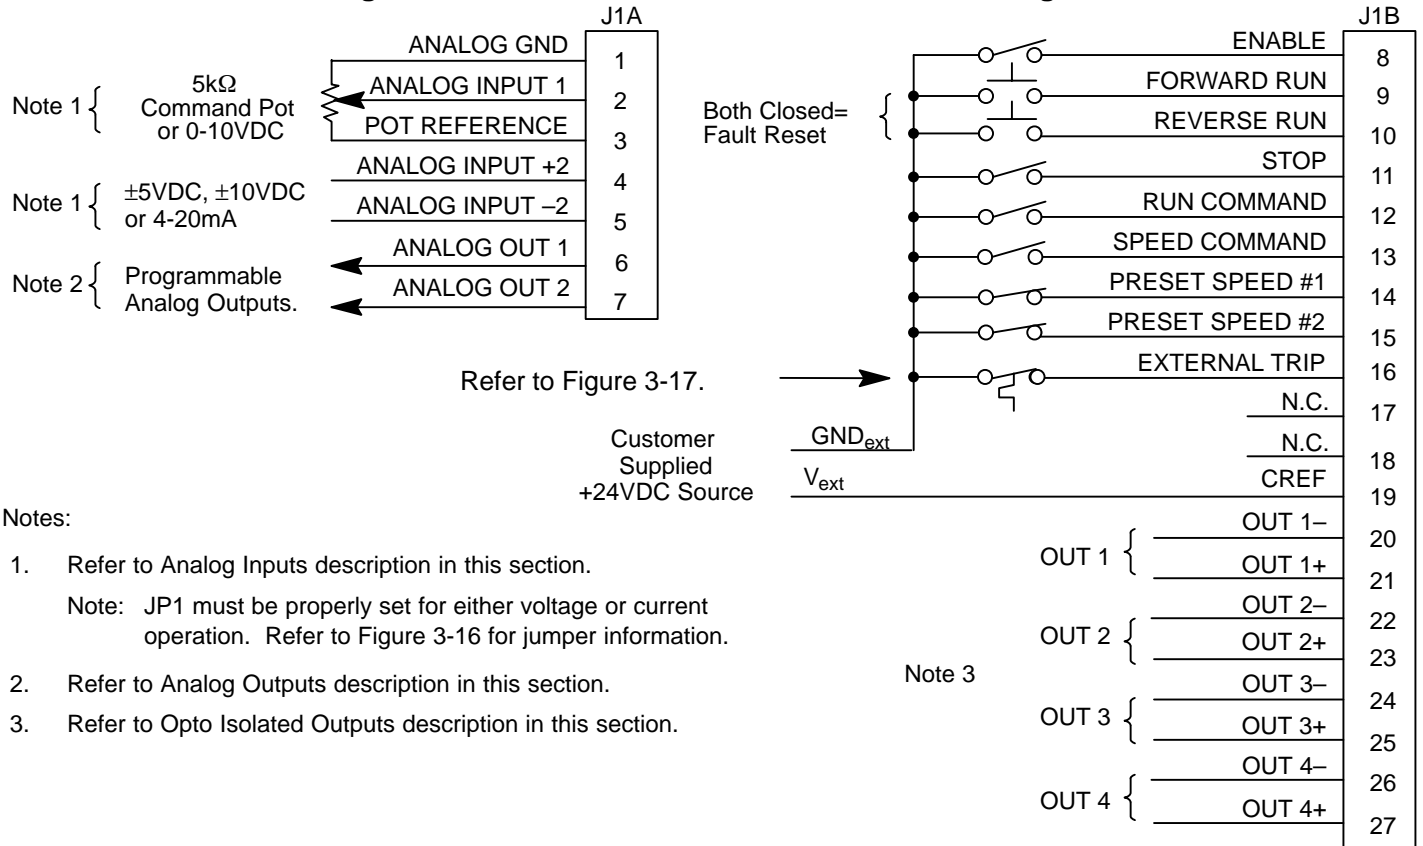 J1A
ANALOG GND
1
Note 1
5kΩ
Command Pot
or 0-10VDC
ANALOG INPUT 1
2
POT REFERENCE
3
ANALOG INPUT +2
4
Note 1
±5VDC, ±10VDC
or 4-20mA
ANALOG INPUT –2
5
ANALOG OUT 1
6
Note 2
Programmable
Analog Outputs.
ANALOG OUT 2
7
J1B
ENABLE
8
Both Closed=
Fault Reset
FORWARD RUN
9
REVERSE RUN
10
STOP
11
RUN COMMAND
12
SPEED COMMAND
13
PRESET SPEED #1
14
PRESET SPEED #2
15
Refer to Figure 3-17.
EXTERNAL TRIP
16
N.C.
17
N.C.
18
Customer
Supplied
+24VDC Source
GNDext
Vext
CREF
19
OUT 1
OUT 1–
20
OUT 1+
21
OUT 2
OUT 2–
22
OUT 2+
23
Note 3
OUT 3
OUT 3–
24
OUT 3+
25
OUT 4
OUT 4–
26
OUT 4+
27
Notes:
1. Refer to Analog Inputs description in this section.
Note: JP1 must be properly set for either voltage or current
operation. Refer to Figure 3-16 for jumper information.
2. Refer to Analog Outputs description in this section.
3. Refer to Opto Isolated Outputs description in this section.